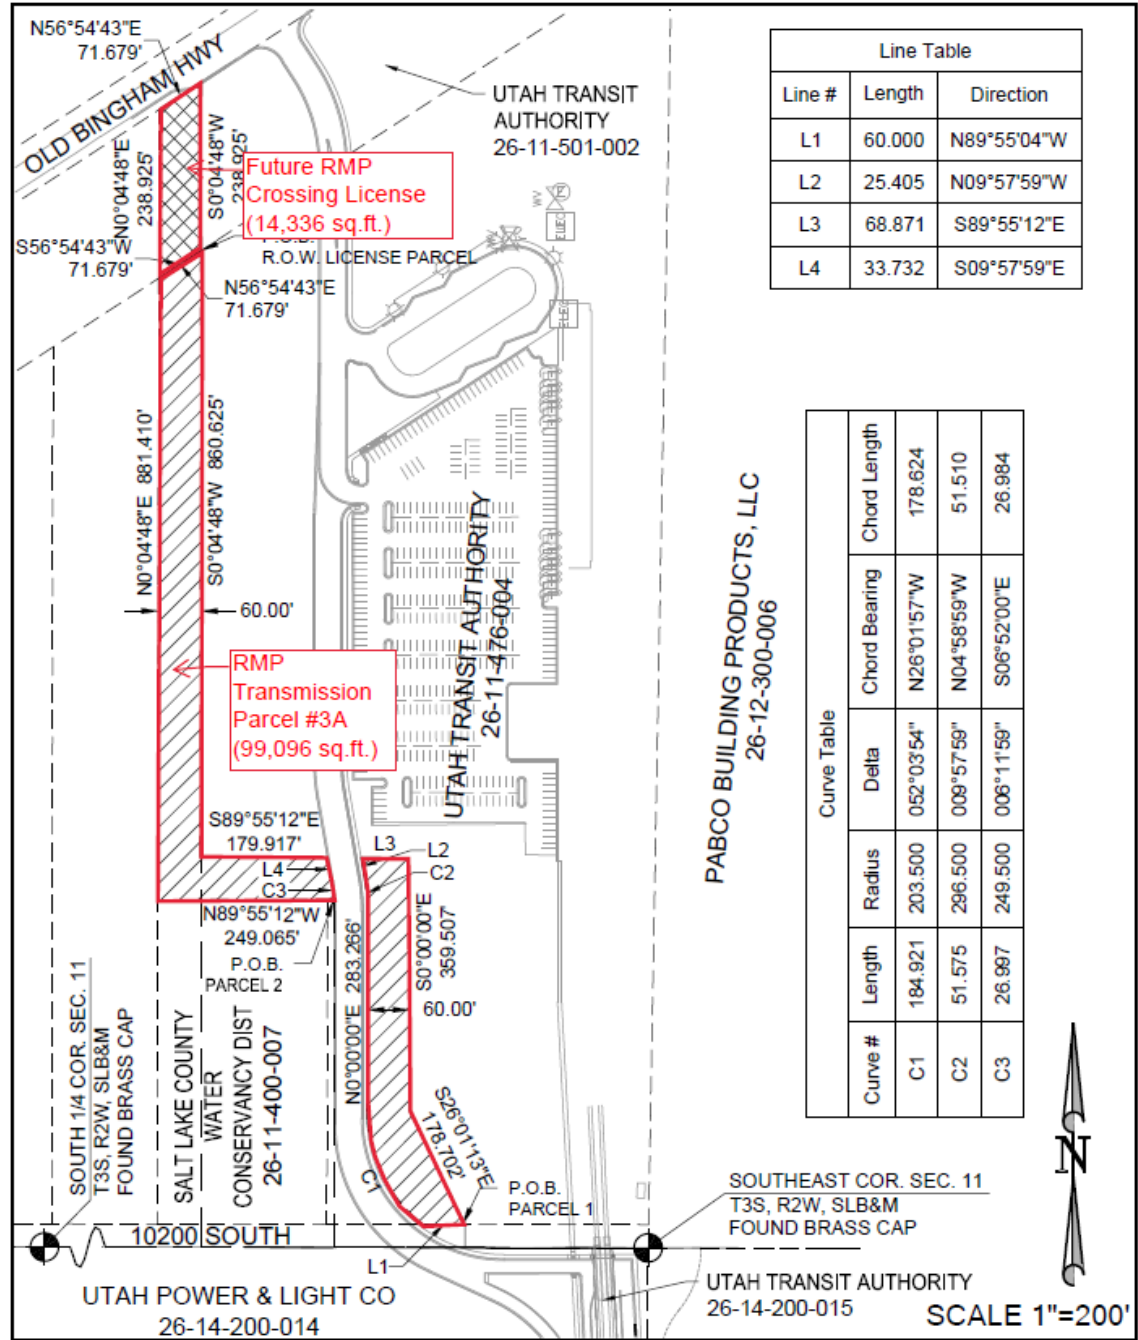 N56°54'43"E
71.679'
OLD BINGHAM HWY
N0°04'48"E
238.925'
S0°04'48"W
238.925'
UTAH TRANSIT
AUTHORITY
26-11-501-002
Future RMP
Crossing License
(14,336 sq.ft.)
P.O.B.
R.O.W. LICENSE PARCEL
S56°54'43"W
71.679'
N56°54'43"E
71.679'
WV
ELEC
WV
ELEC
Line Table
Line # Length Direction
L1 60.000 N89°55'04"W
L2 25.405 N09°57'59"W
L3 68.871 S89°55'12"E
L4 33.732 S09°57'59"E
N0°04'48"E 881.410'
S0°04'48"W 860.625'
60.00'
RMP
Transmission
Parcel #3A
(99,096 sq.ft.)
UTAH TRANSIT AUTHORITY
26-11-476-004
PABCO BUILDING PRODUCTS, LLC
26-12-300-006
Curve Table
Curve # Length Radius Delta Chord Bearing Chord Length
C1 184.921 203.500 052°03'54" N26°01'57"W 178.624
C2 51.575 296.500 009°57'59" N04°58'59"W 51.510
C3 26.997 249.500 006°11'59" S06°52'00"E 26.984
S89°55'12"E
179.917'
L4
C3
L3
L2
C2
N89°55'12"W
249.065'
P.O.B.
PARCEL 2
N0°00'00"E 283.266'
S0°00'00"E
359.507'
60.00'
S26°01'13"E
178.702'
C1
P.O.B.
PARCEL 1
L1
SOUTH 1/4 COR. SEC. 11
T3S, R2W, SLB&M
FOUND BRASS CAP
SALT LAKE COUNTY
WATER
CONSERVANCY DIST
26-11-400-007
10200 SOUTH
SOUTHEAST COR. SEC. 11
T3S, R2W, SLB&M
FOUND BRASS CAP
UTAH POWER & LIGHT CO
26-14-200-014
UTAH TRANSIT AUTHORITY
26-14-200-015
N
SCALE 1"=200'